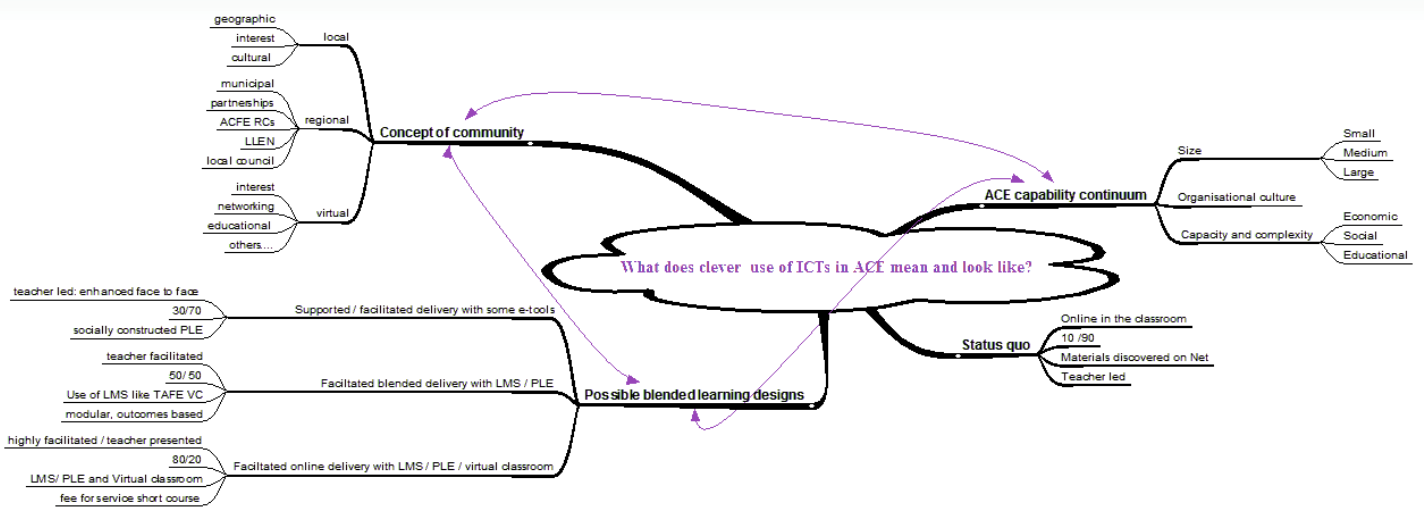 What does clever use of ICTs in ACE mean and look like?
Concept of community
local
geographic
interest
cultural
regional
municipal
partnerships
ACFE RCs
LLEN
local council
virtual
interest
networking
educational
others....
ACE capability continuum
Size
Small
Medium
Large
Organisational culture
Capacity and complexity
Economic
Social
Educational
Status quo
Online in the classroom
10 /90
Materials discovered on Net
Teacher led
Possible blended learning designs
Supported / facilitated delivery with some e-tools
teacher led: enhanced face to face
30/70
socially constructed PLE
Faciltated blended delivery with LMS / PLE
teacher facilitated
50/ 50
Use of LMS like TAFE VC
modular, outcomes based
Faciltated online delivery with LMS / PLE / virtual classroom
highly facilitated / teacher presented
80/20
LMS/ PLE and Virtual classroom
fee for service short course